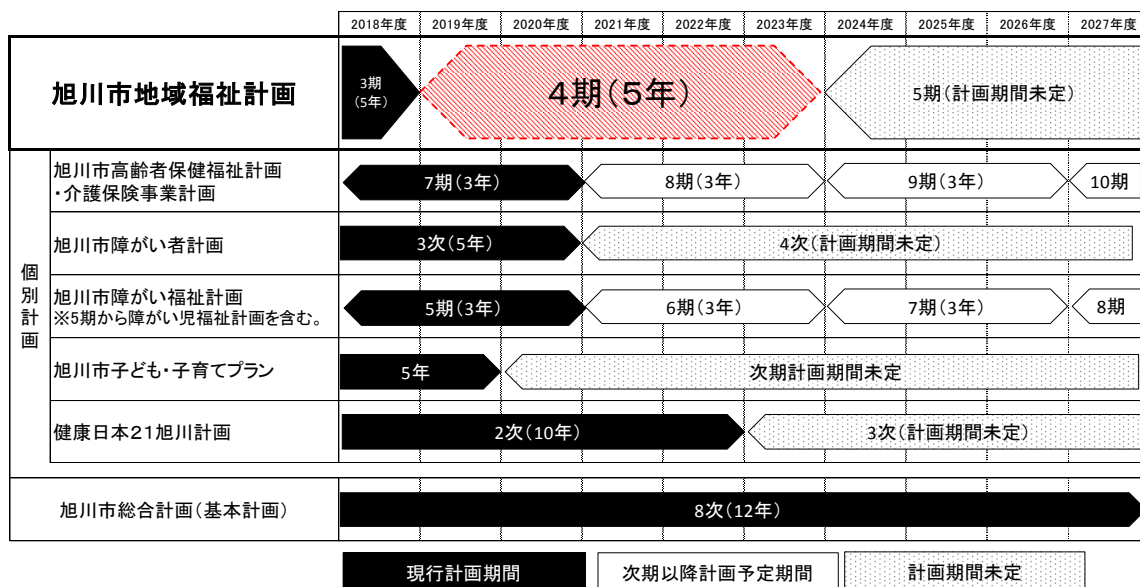 2018年度 2019年度 2020年度 2021年度 2022年度 2023年度 2024年度 2025年度 2026年度 2027年度
旭川市地域福祉計画
3期
(5年)
4期(5年)
5期(計画期間未定)
個別計画
旭川市高齢者保健福祉計画
・介護保険事業計画
7期(3年)
8期(3年)
9期(3年)
10期
旭川市障がい者計画
3次(5年)
4次(計画期間未定)
旭川市障がい福祉計画
※5期から障がい児福祉計画を含む。
5期(3年)
6期(3年)
7期(3年)
8期
旭川市子ども・子育てプラン
5年
次期計画期間未定
健康日本21旭川計画
2次(10年)
3次(計画期間未定)
旭川市総合計画(基本計画)
8次(12年)
現行計画期間
次期以降計画予定期間
計画期間未定